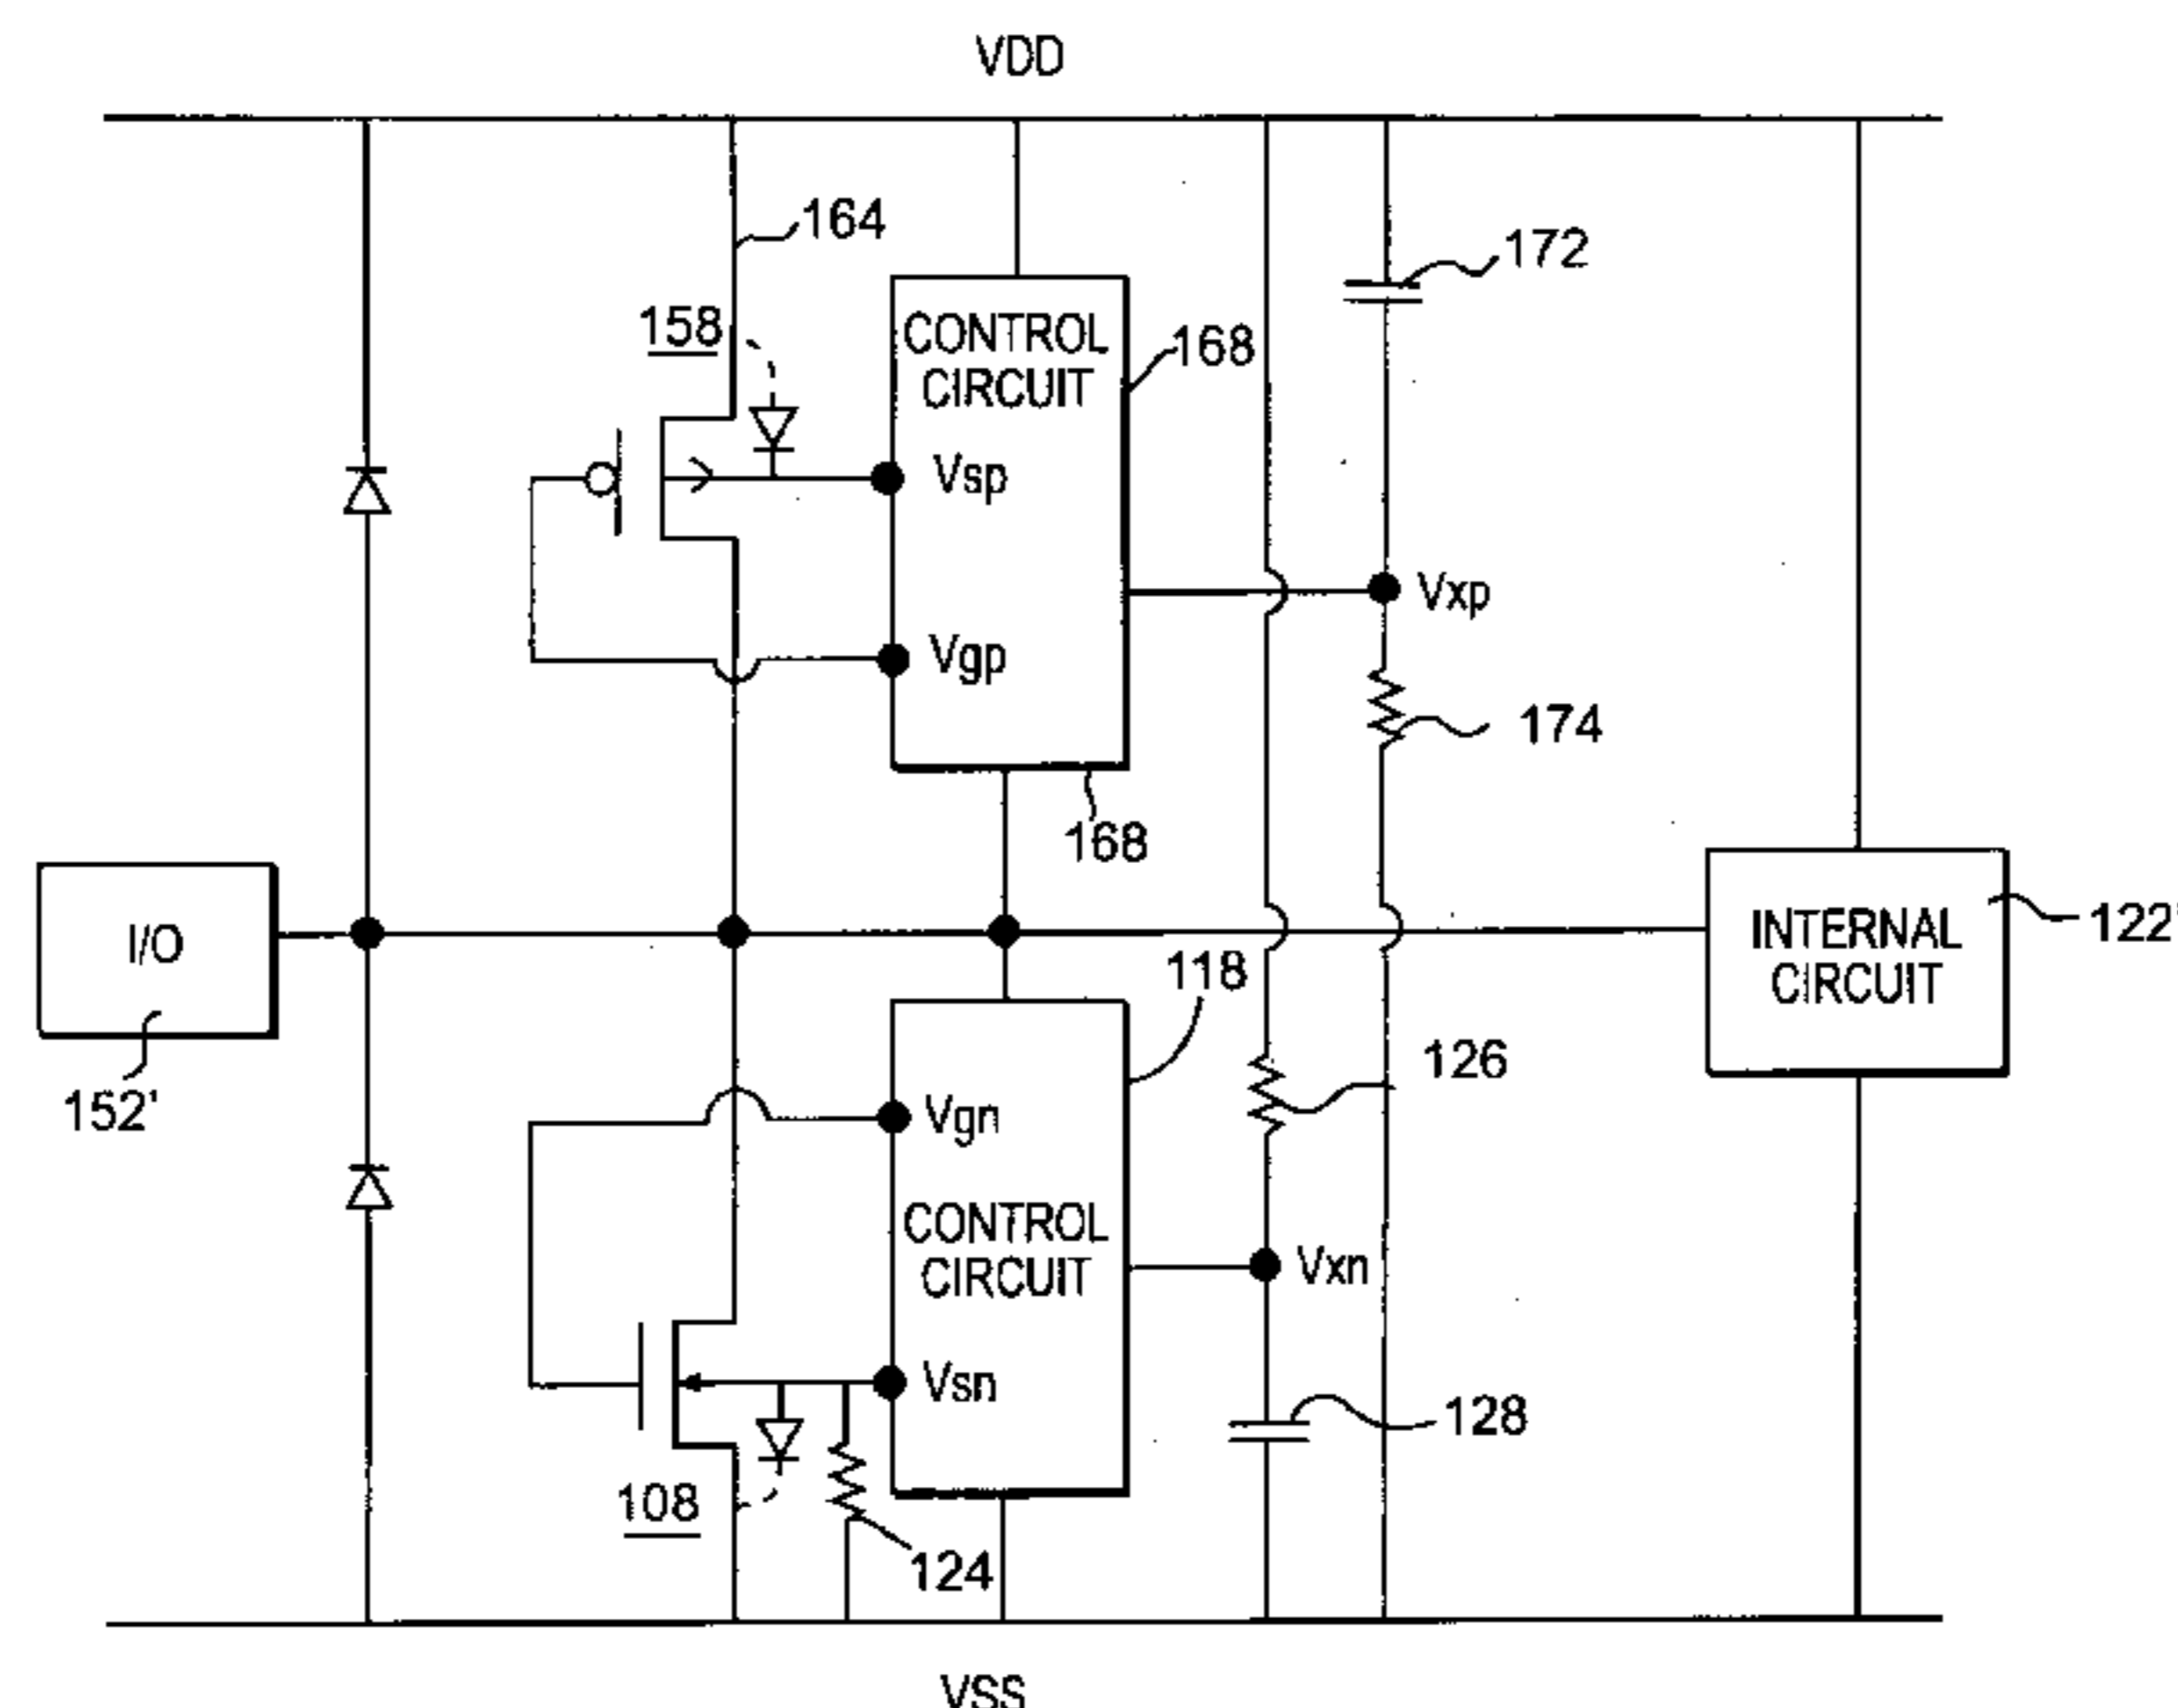 VDD
164
172
158
CONTROL
CIRCUIT
168
Vsp
Vxp
Vgp
174
168
I/O
INTERNAL
CIRCUIT
122'
118
152'
126
Vgn
CONTROL
CIRCUIT
Vxn
Vsn
128
108
124
VSS